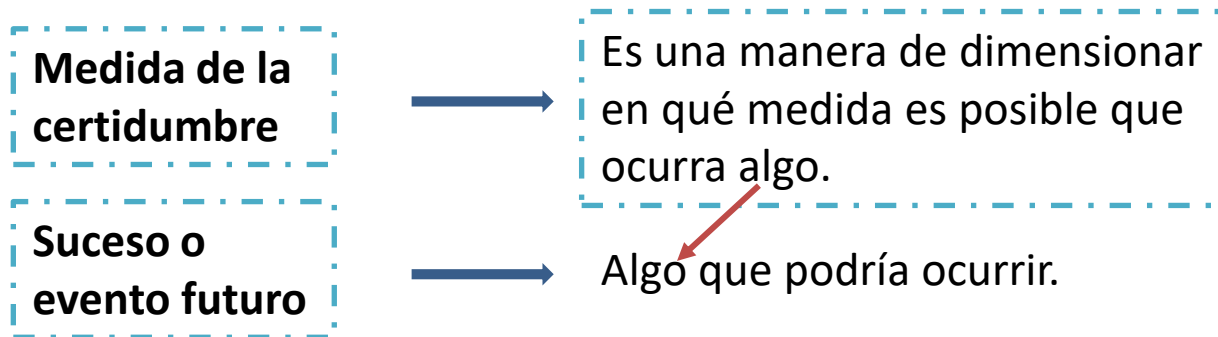 Medida de la
certidumbre
Es una manera de dimensionar
en qué medida es posible que
ocurra algo.
Suceso o
evento futuro
Algo que podría ocurrir.